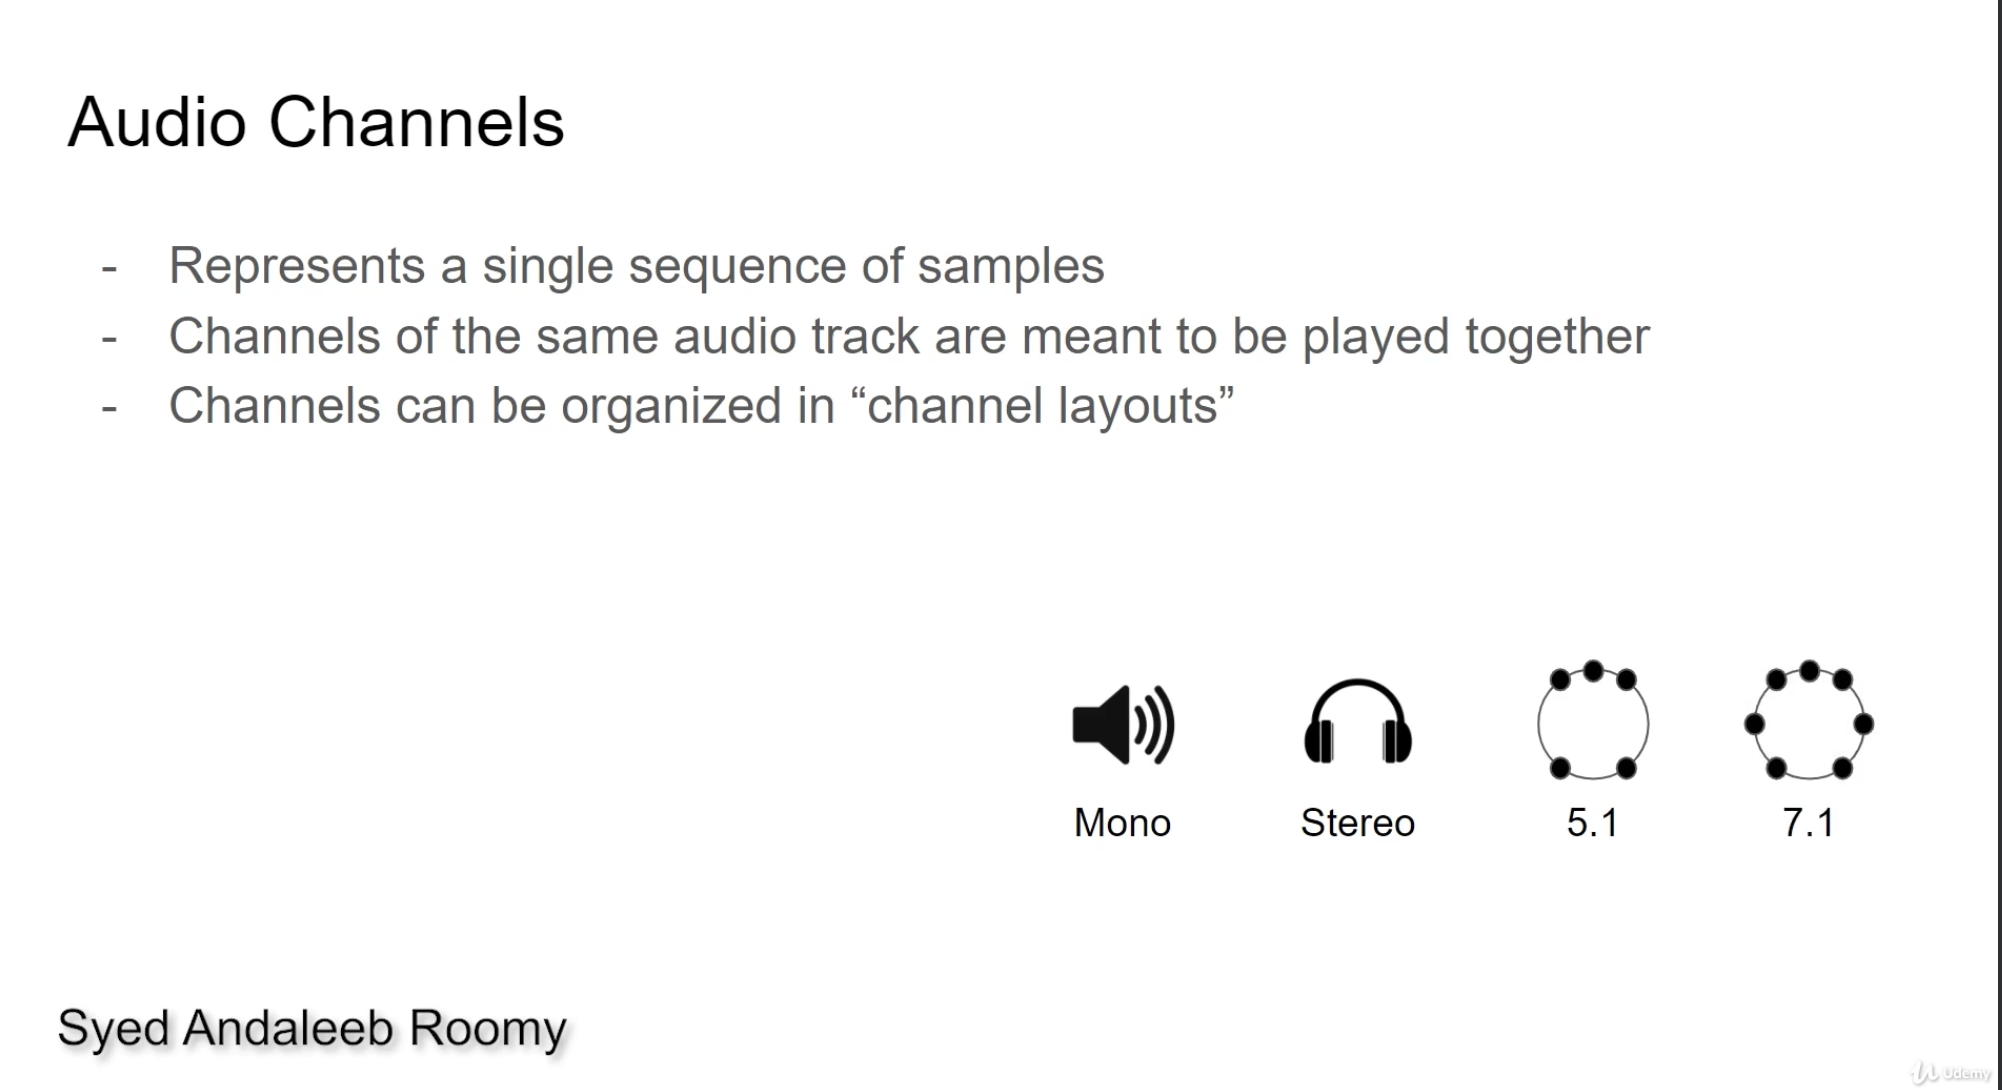 Audio Channels
- Represents a single sequence of samples
- Channels of the same audio track are meant to be played together
- Channels can be organized in “channel layouts”
Mono Stereo 5.1 7.1
Syed Andaleeb Roomy
Udemy